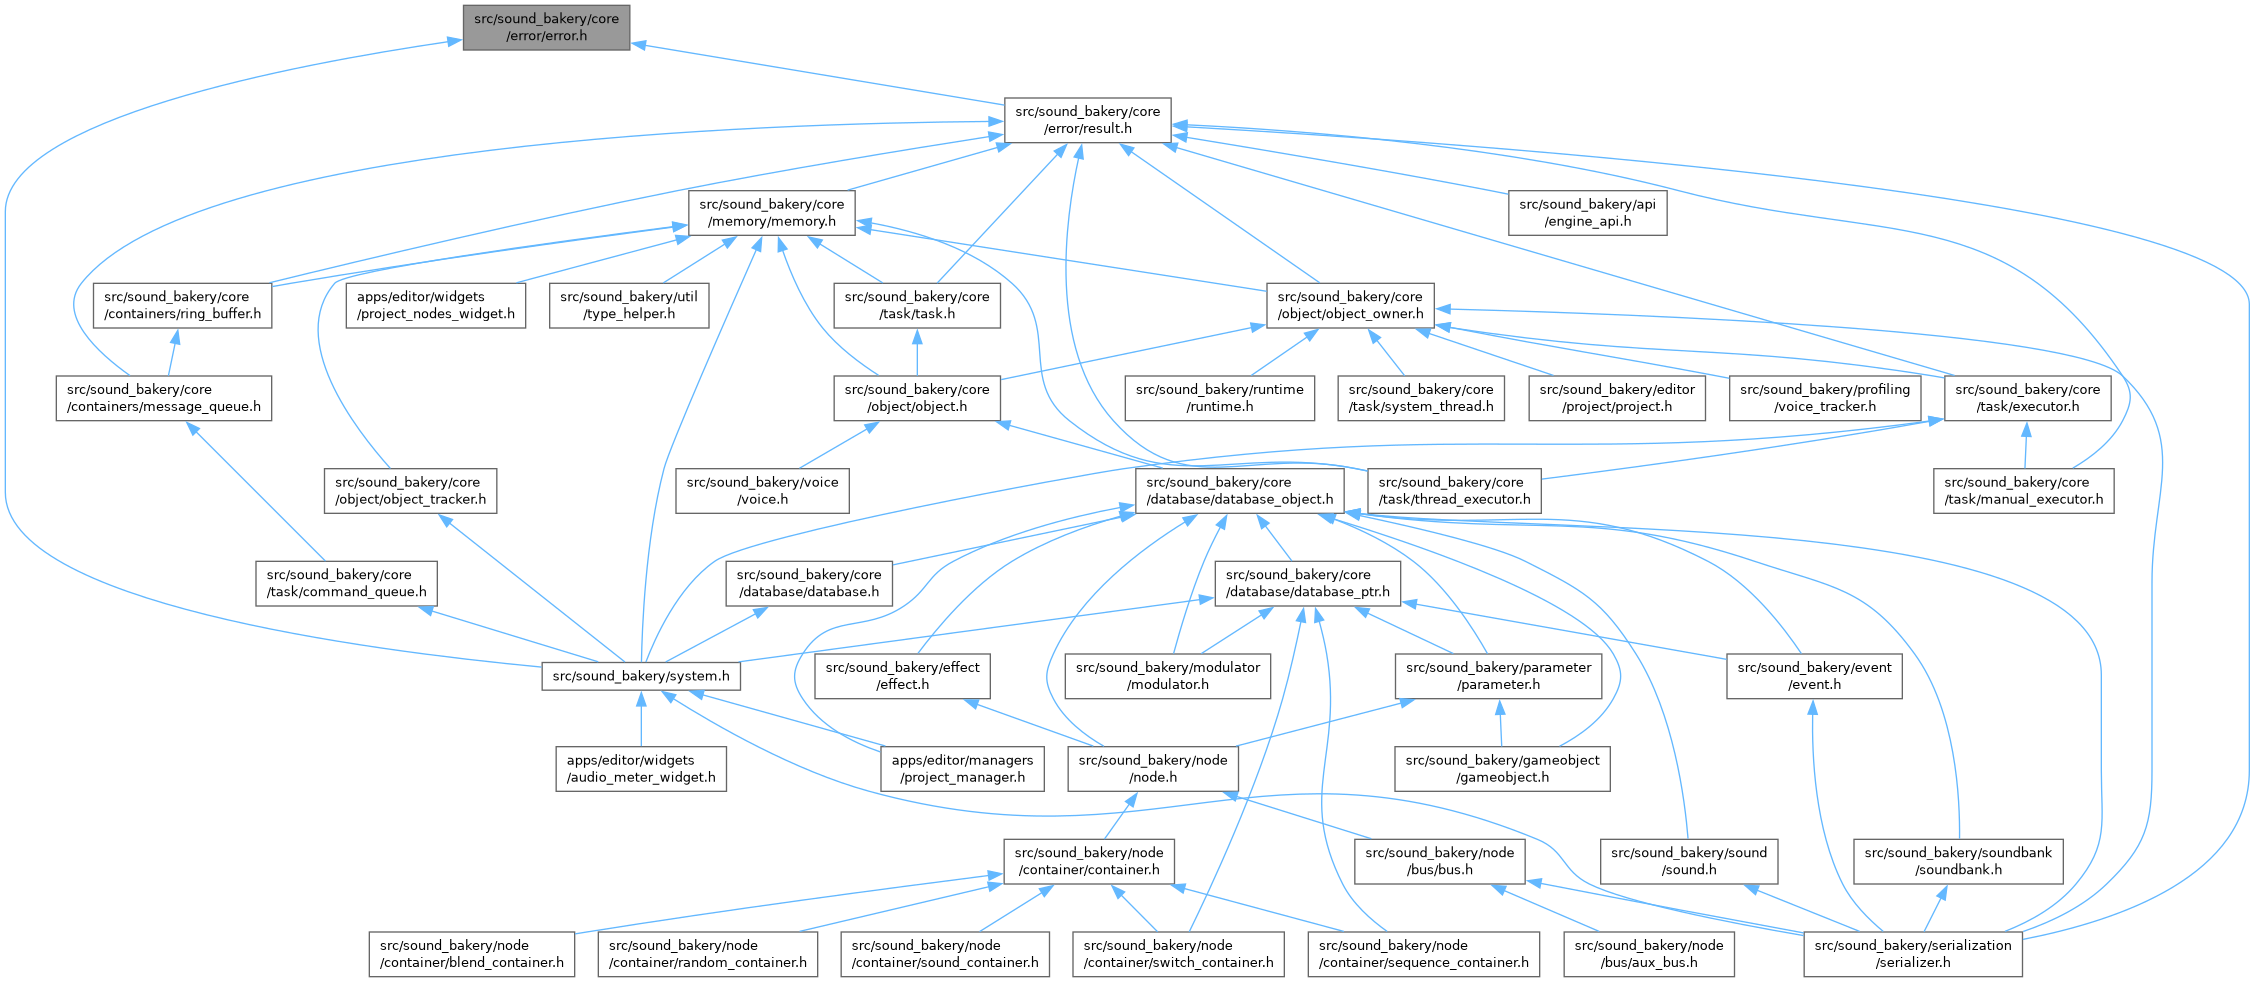 src/sound_bakery/core
/error/error.h
src/sound_bakery/core
/error/result.h
src/sound_bakery/core
/memory/memory.h
src/sound_bakery/api
/engine_api.h
src/sound_bakery/core
/containers/ring_buffer.h
apps/editor/widgets
/project_nodes_widget.h
src/sound_bakery/util
/type_helper.h
src/sound_bakery/core
/task/task.h
src/sound_bakery/core
/object/object_owner.h
src/sound_bakery/core
/containers/message_queue.h
src/sound_bakery/core
/object/object.h
src/sound_bakery/runtime
/runtime.h
src/sound_bakery/core
/task/system_thread.h
src/sound_bakery/editor
/project/project.h
src/sound_bakery/profiling
/voice_tracker.h
src/sound_bakery/core
/task/executor.h
src/sound_bakery/core
/object/object_tracker.h
src/sound_bakery/voice
/voice.h
src/sound_bakery/core
/database/database_object.h
src/sound_bakery/core
/task/thread_executor.h
src/sound_bakery/core
/task/manual_executor.h
src/sound_bakery/core
/task/command_queue.h
src/sound_bakery/core
/database/database.h
src/sound_bakery/core
/database/database_ptr.h
src/sound_bakery/system.h
src/sound_bakery/effect
/effect.h
src/sound_bakery/modulator
/modulator.h
src/sound_bakery/parameter
/parameter.h
src/sound_bakery/event
/event.h
apps/editor/widgets
/audio_meter_widget.h
apps/editor/managers
/project_manager.h
src/sound_bakery/node
/node.h
src/sound_bakery/gameobject
/gameobject.h
src/sound_bakery/node
/container/container.h
src/sound_bakery/node
/bus/bus.h
src/sound_bakery/sound
/sound.h
src/sound_bakery/soundbank
/soundbank.h
src/sound_bakery/node
/container/blend_container.h
src/sound_bakery/node
/container/random_container.h
src/sound_bakery/node
/container/sound_container.h
src/sound_bakery/node
/container/switch_container.h
src/sound_bakery/node
/container/sequence_container.h
src/sound_bakery/node
/bus/aux_bus.h
src/sound_bakery/serialization
/serializer.h